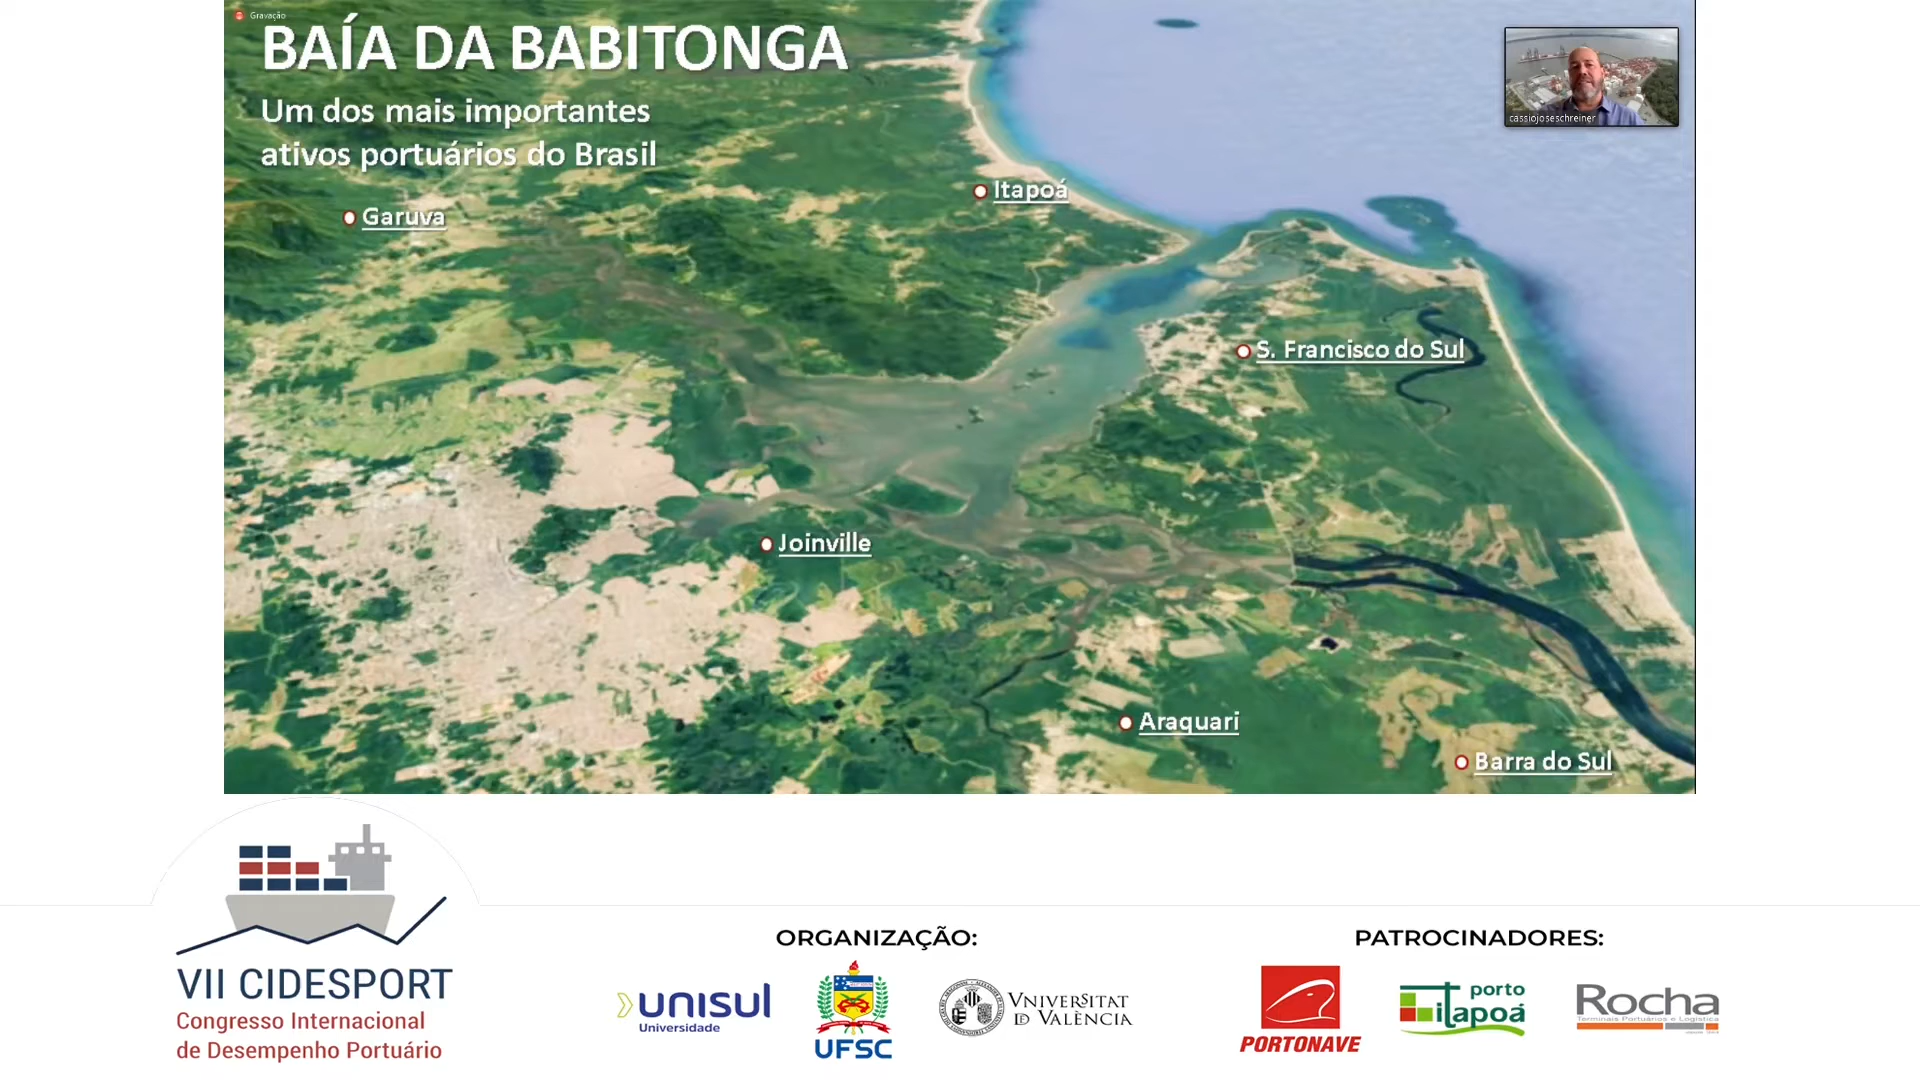 Gravação
BAÍA DA BABITONGA
Um dos mais importantes
ativos portuários do Brasil
cassiojoseschreiner
Itapoá
Garuva
S. Francisco do Sul
Joinville
Araquari
Barra do Sul
VII CIDESPORT
Congresso Internacional
de Desempenho Portuário
ORGANIZAÇÃO:
unisul
Universidade
UFSC
VNIVERSITAT
D VALÈNCIA
PATROCINADORES:
PORTONAVE
porto
itapoá
Rocha
Terminais Portuários e Logística